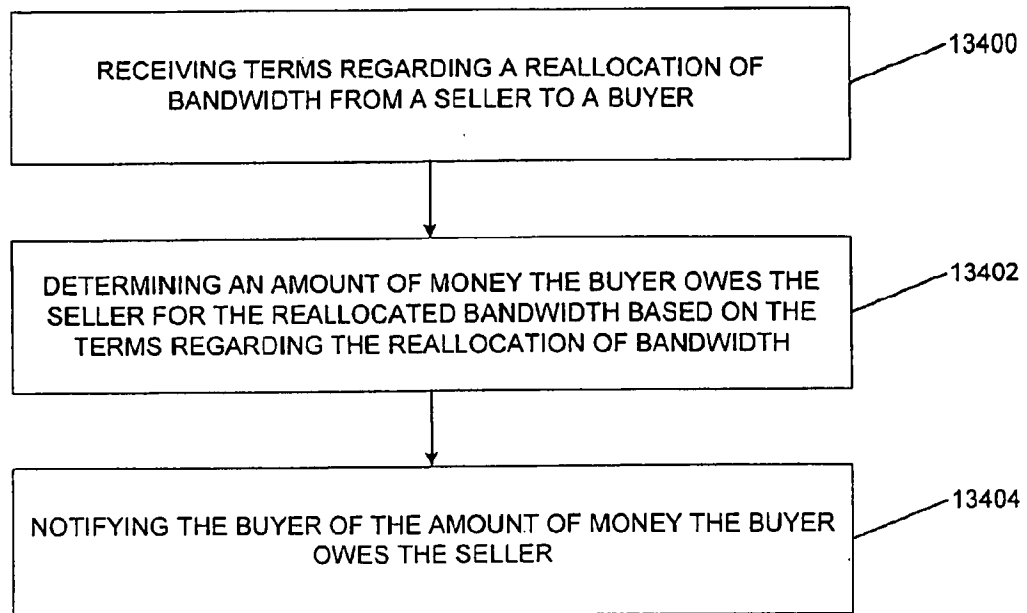 RECEIVING TERMS REGARDING A REALLOCATION OF
BANDWIDTH FROM A SELLER TO A BUYER
13400
DETERMINING AN AMOUNT OF MONEY THE BUYER OWES THE
SELLER FOR THE REALLOCATED BANDWIDTH BASED ON THE
TERMS REGARDING THE REALLOCATION OF BANDWIDTH
13402
NOTIFYING THE BUYER OF THE AMOUNT OF MONEY THE BUYER
OWES THE SELLER
13404